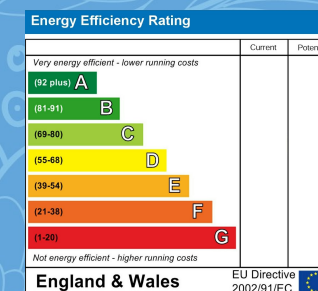 Energy Efficiency Rating
Current Poten
Very energy efficient - lower running costs
(92 plus) A
(81-91) B
(69-80) C
(55-68) D
(39-54) E
(21-38) F
(1-20) G
Not energy efficient - higher running costs
England & Wales
EU Directive
2002/91/EC